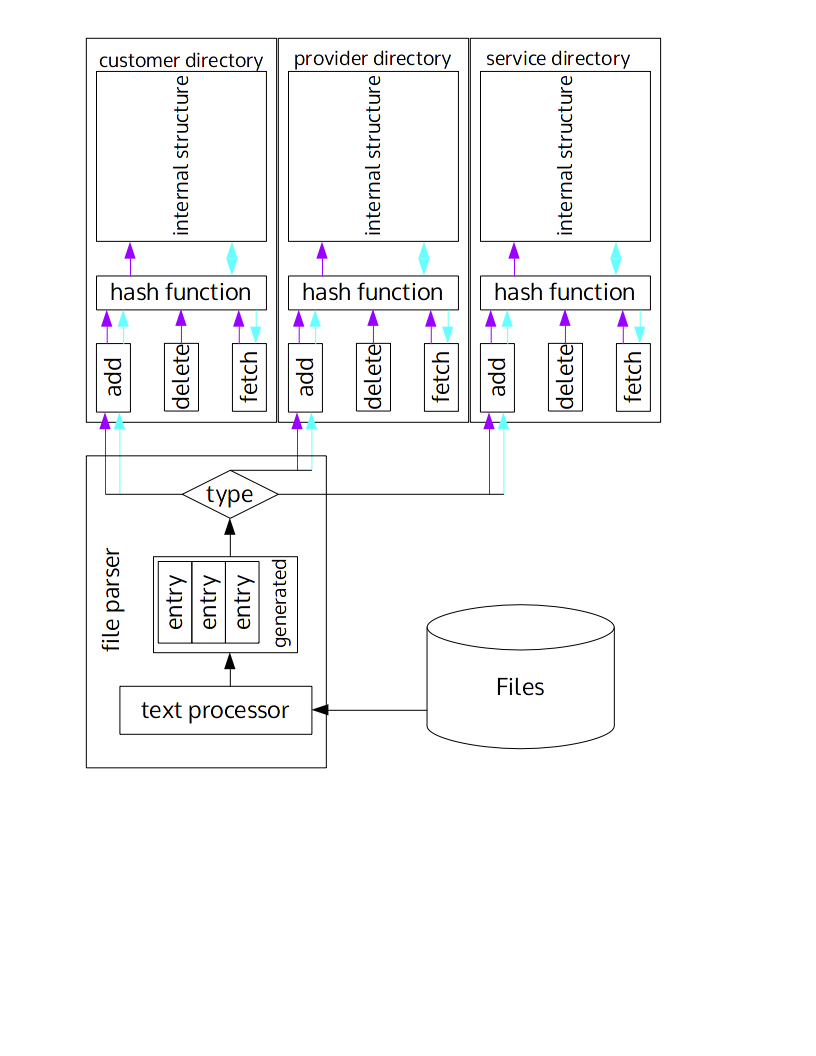 customer directory
provider directory
service directory
internal structure
internal structure
internal structure
hash function
hash function
hash function
add
delete
fetch
add
delete
fetch
add
delete
fetch
type
file parser
entry
entry
entry
generated
text processor
Files